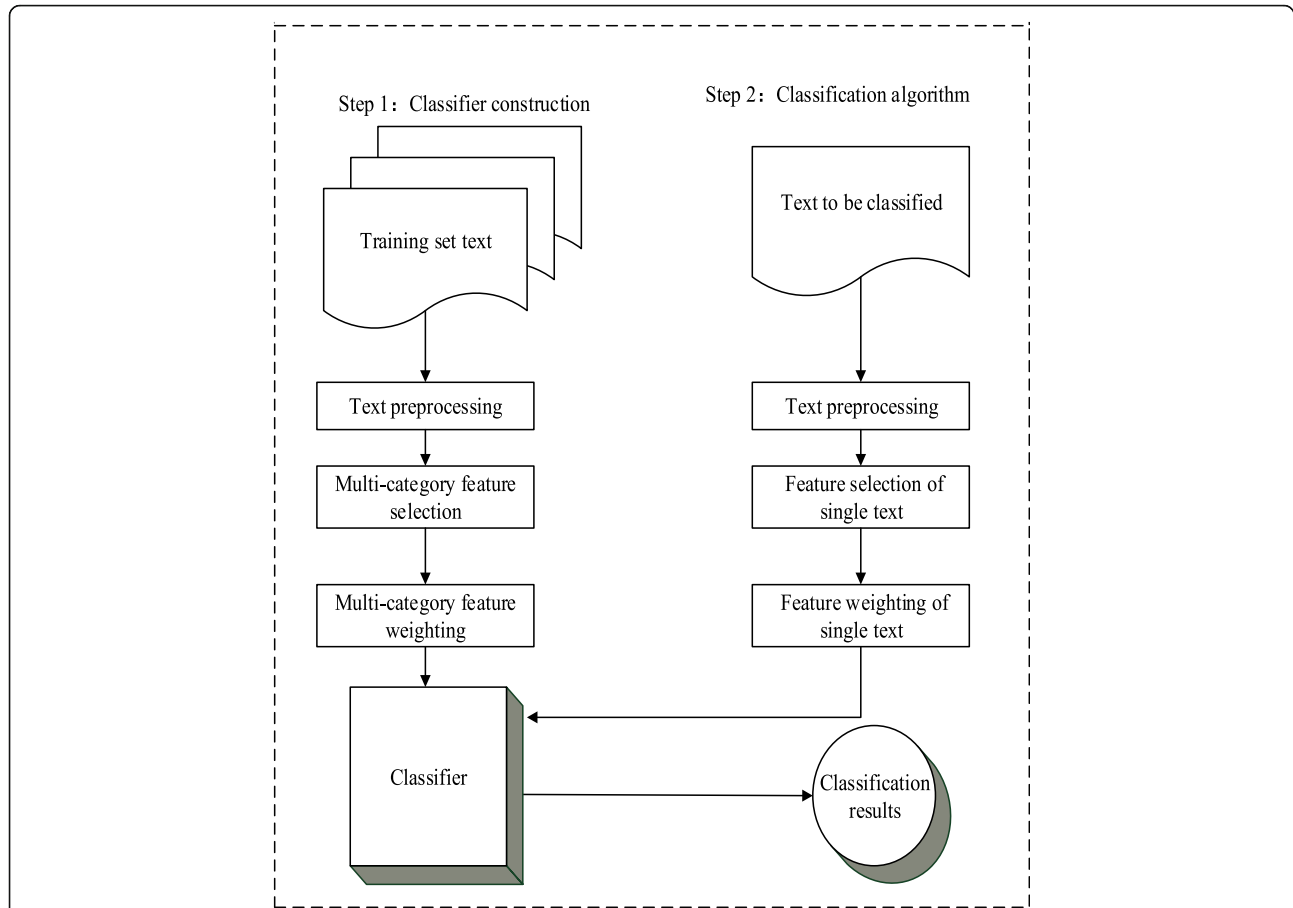 Step 1：Classifier construction
Training set text
Text preprocessing
Multi-category feature
selection
Multi-category feature
weighting
Classifier
Step 2：Classification algorithm
Text to be classified
Text preprocessing
Feature selection of
single text
Feature weighting of
single text
Classification
results